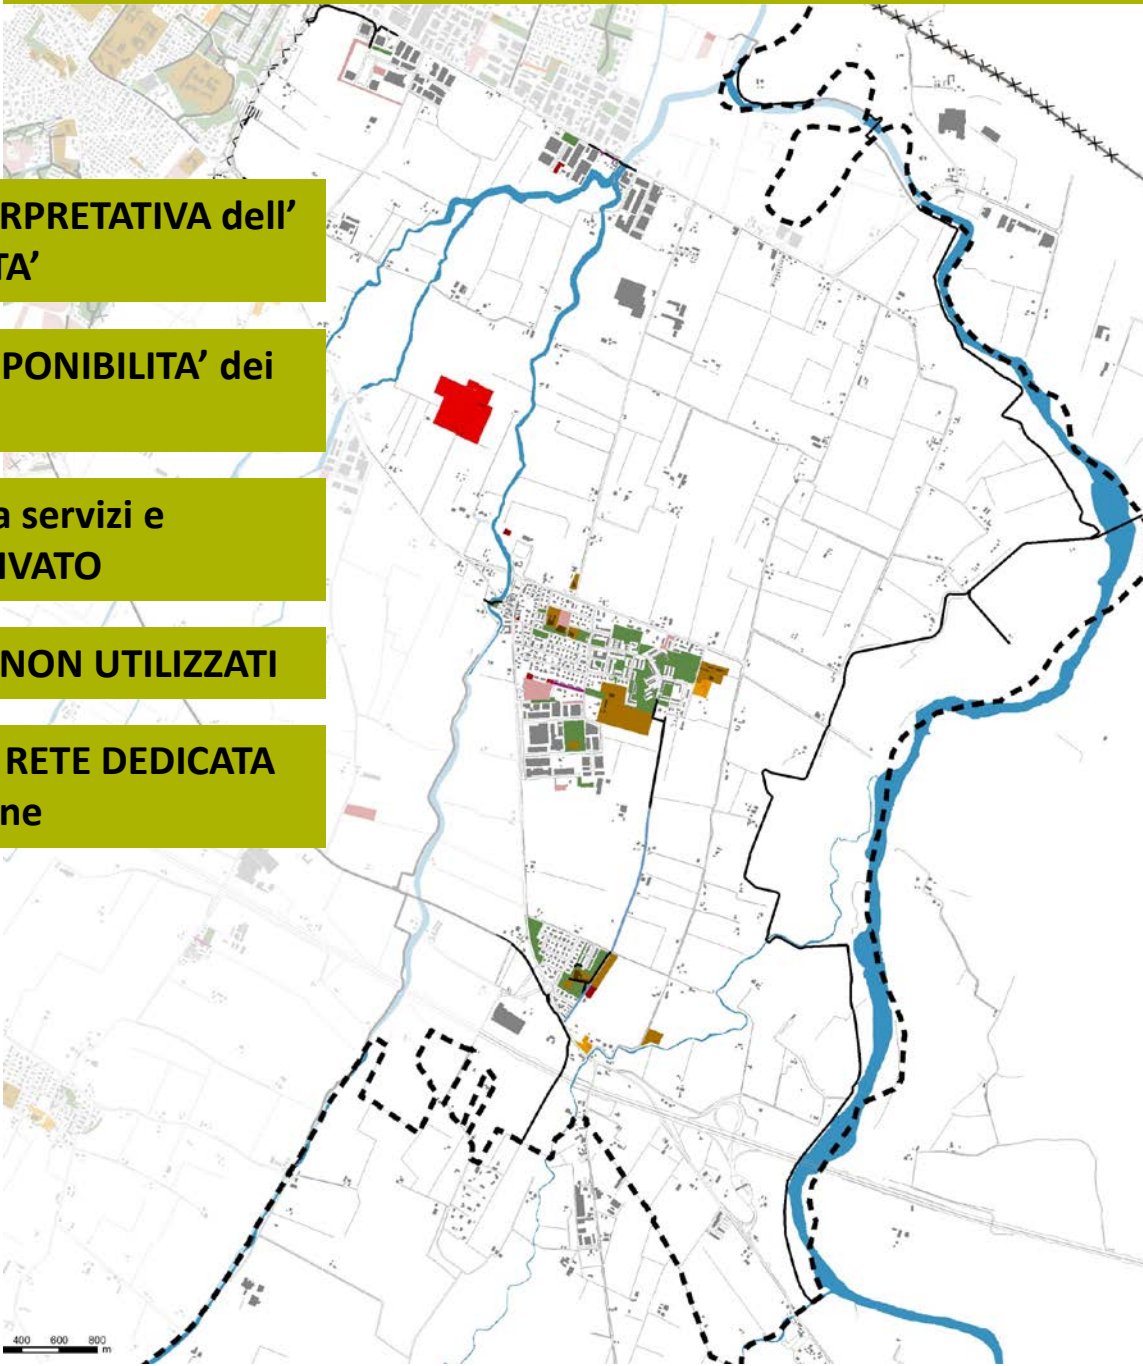 RPRETATIVA dell’
TA’
PONIBILITA’ dei
a servizi e
IVATO
NON UTILIZZATI
RETE DEDICATA
ne
400 600 800
m